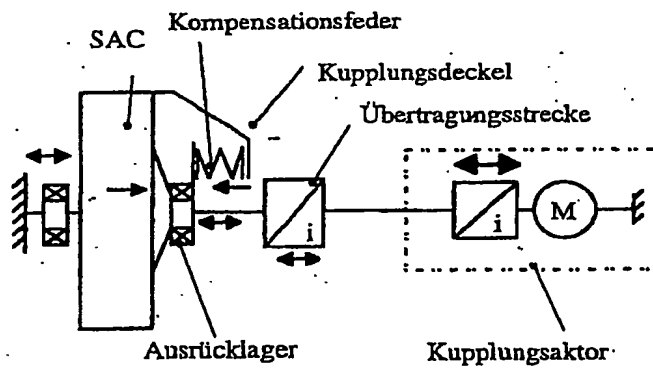 Kompensationsfeder
SAC
Kupplungsdeckel
Übertragungsstrecke
i
i
M
Ausrücklager
Kupplungsaktor